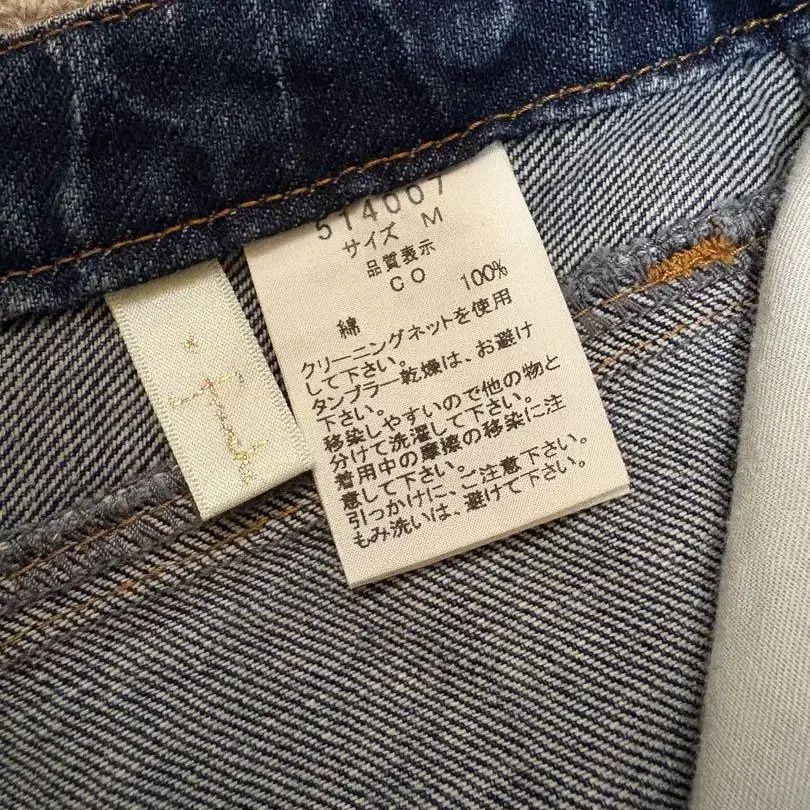 514007
サイズ M
品質表示
CO 100%
綿
クリーニングネットを使用
して下さい。
タンブラー乾燥は、お避け
下さい。
移染しやすいので他の物と
分けて洗濯して下さい。
着用中の摩擦の移染に注
意して下さい。
引っかけに、ご注意下さい。
もみ洗いは、避けて下さい。